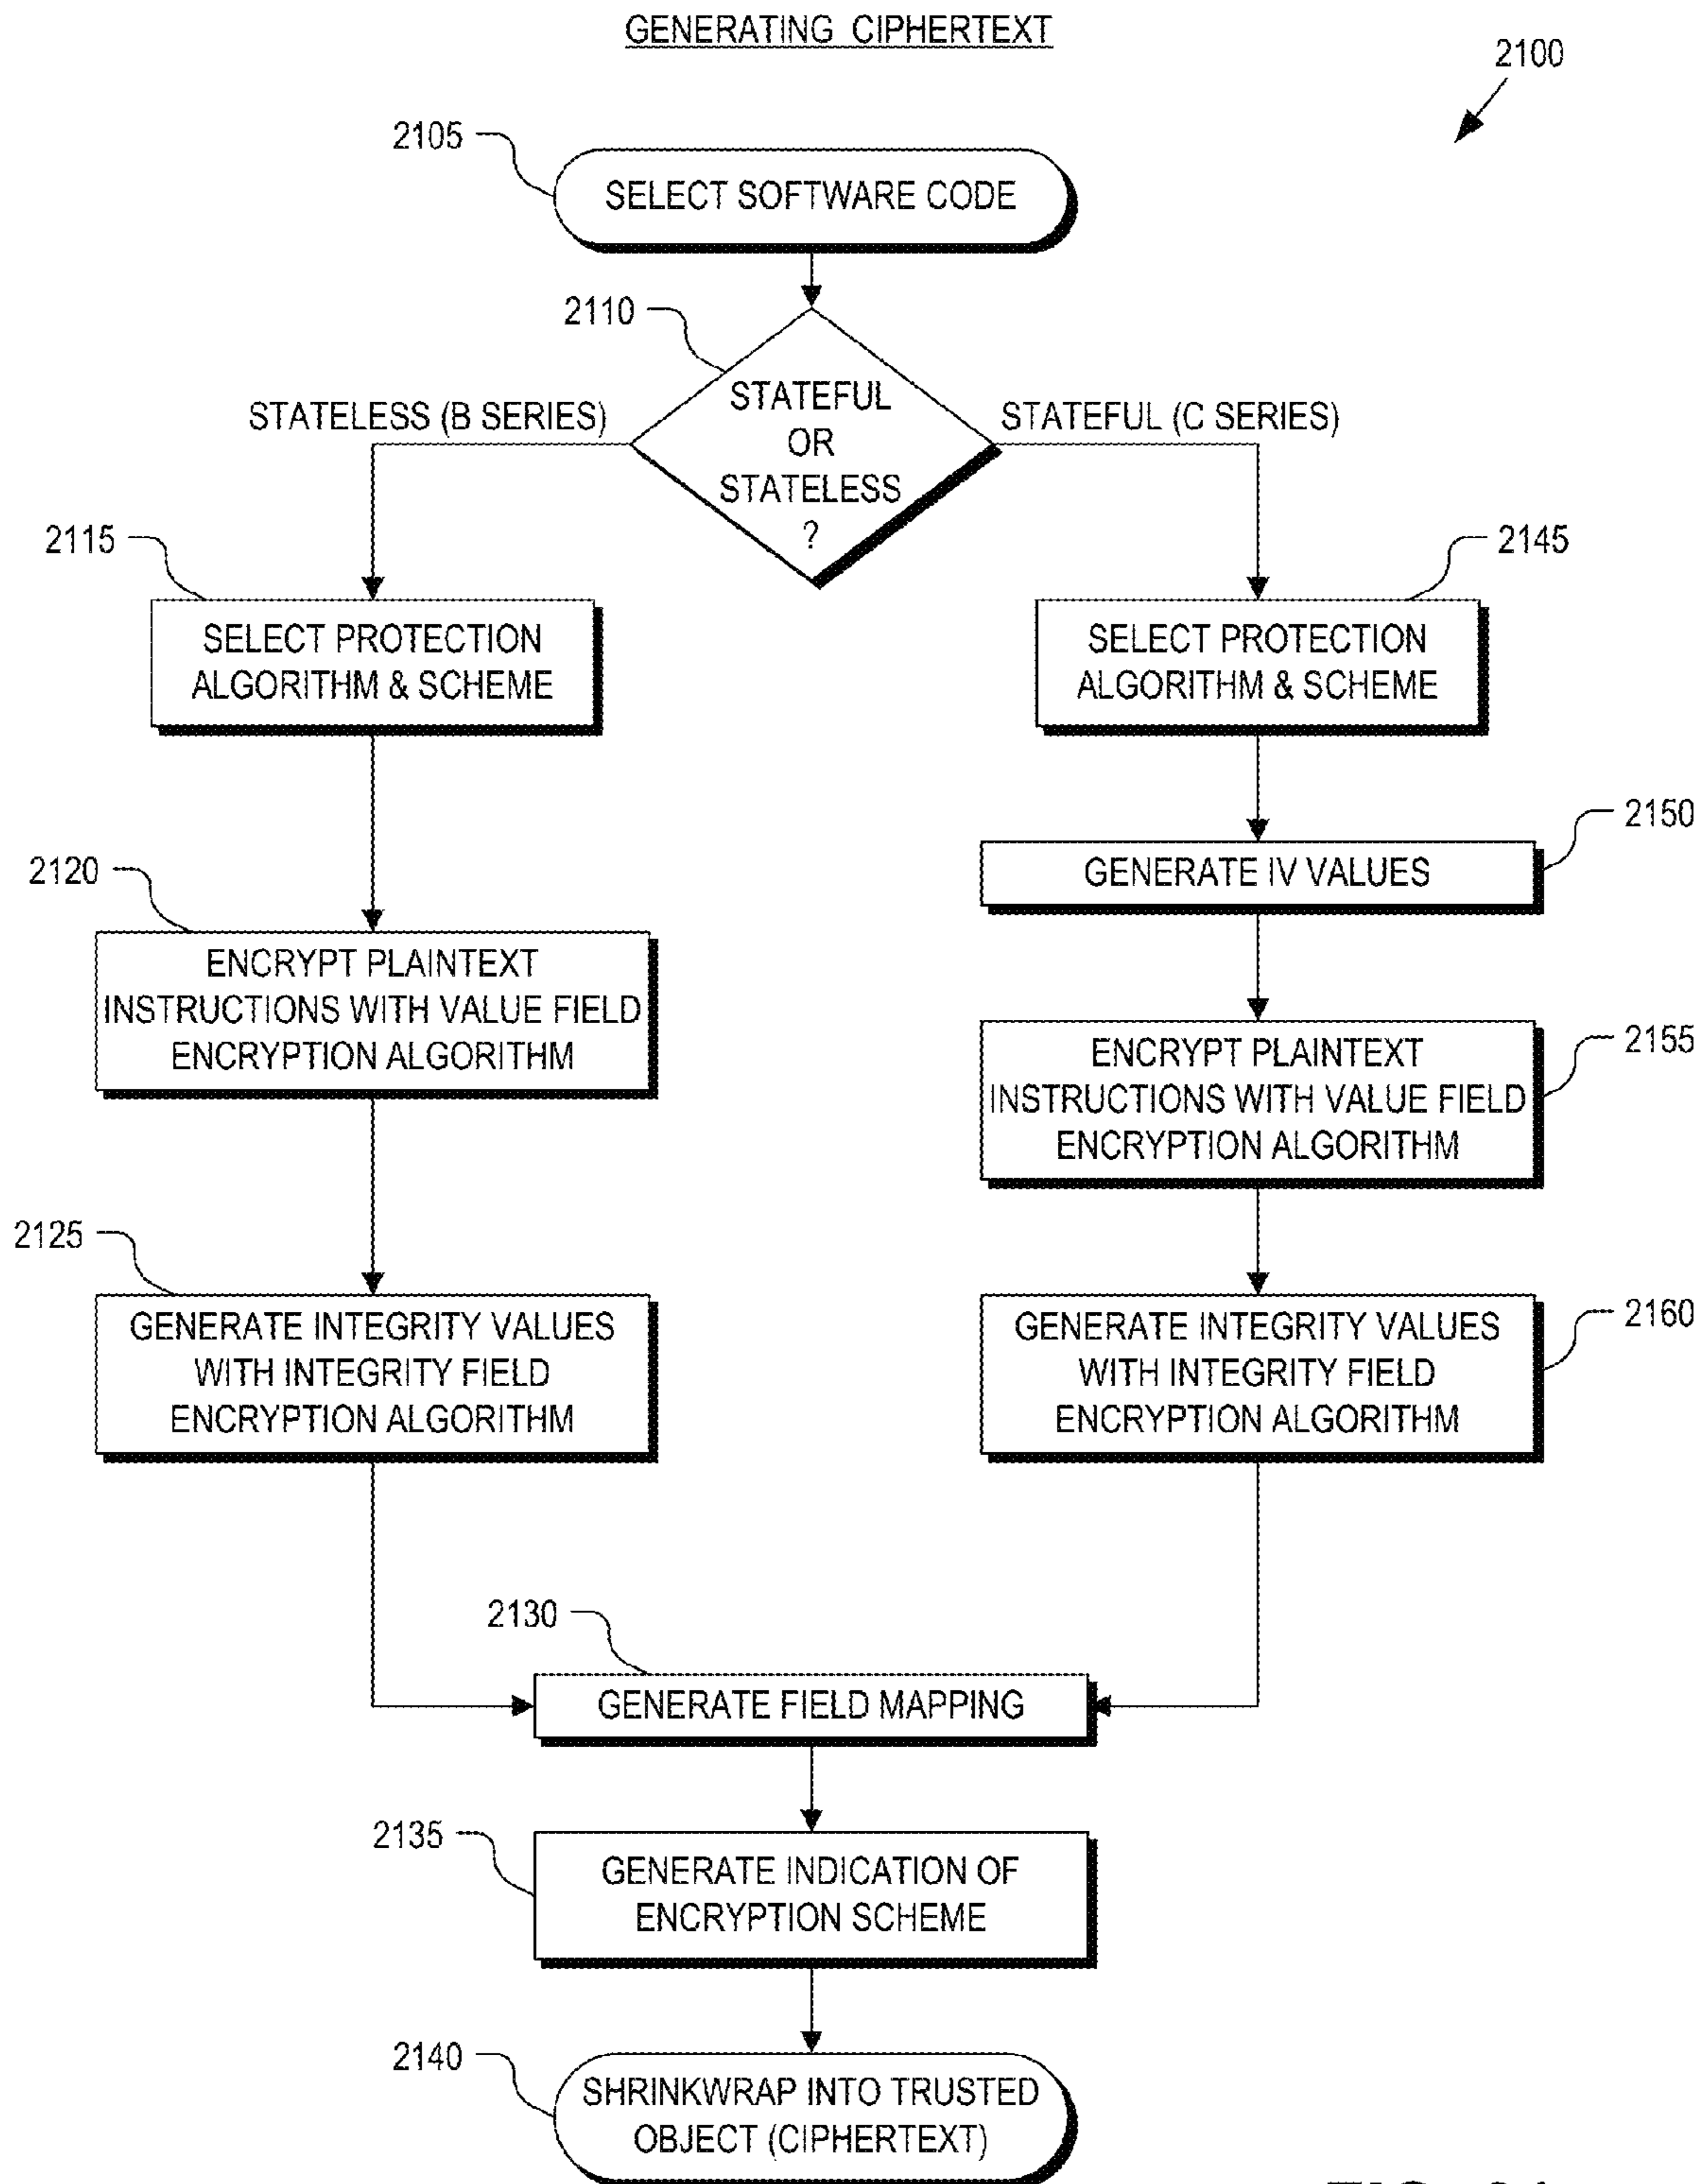 GENERATING CIPHERTEXT
2100
2105
SELECT SOFTWARE CODE
2110
STATEFUL
OR
STATELESS
?
STATELESS (B SERIES)
STATEFUL (C SERIES)
2115
SELECT PROTECTION
ALGORITHM & SCHEME
2145
SELECT PROTECTION
ALGORITHM & SCHEME
2150
GENERATE IV VALUES
2120
ENCRYPT PLAINTEXT
INSTRUCTIONS WITH VALUE FIELD
ENCRYPTION ALGORITHM
2155
ENCRYPT PLAINTEXT
INSTRUCTIONS WITH VALUE FIELD
ENCRYPTION ALGORITHM
2125
GENERATE INTEGRITY VALUES
WITH INTEGRITY FIELD
ENCRYPTION ALGORITHM
2160
GENERATE INTEGRITY VALUES
WITH INTEGRITY FIELD
ENCRYPTION ALGORITHM
2130
GENERATE FIELD MAPPING
2135
GENERATE INDICATION OF
ENCRYPTION SCHEME
2140
SHRINKWRAP INTO TRUSTED
OBJECT (CIPHERTEXT)